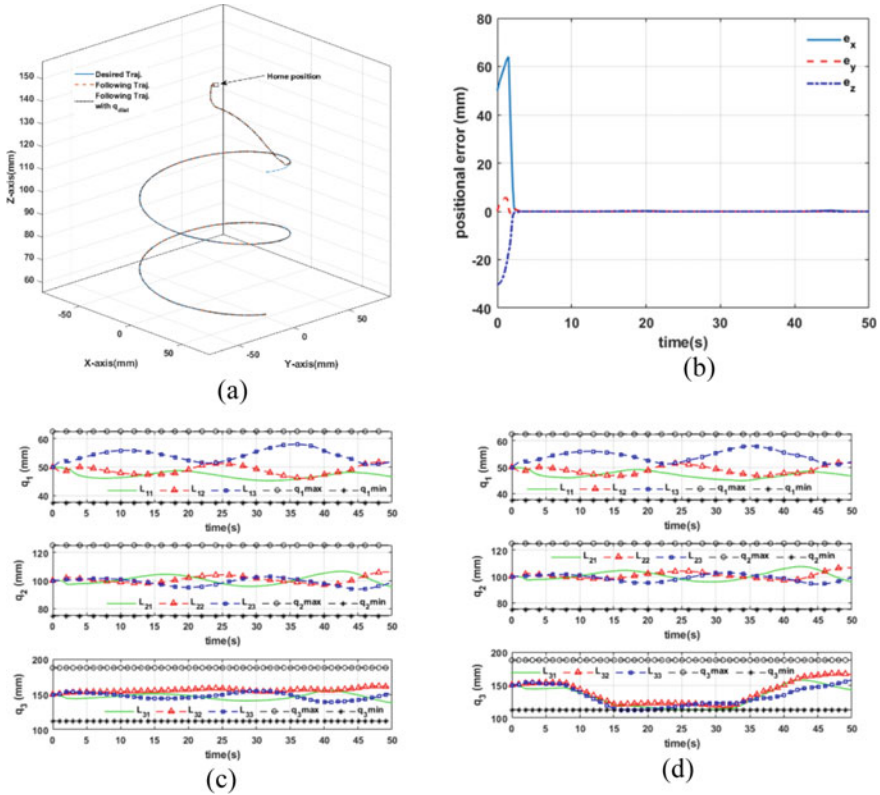 Desired Traj.
Following Traj.
Following Traj.
with q_dist
Home position
150
140
130
120
110
100
90
80
70
60
Z-axis(mm)
-50
0
50
X-axis(mm)
-50
0
50
Y-axis(mm)
(a)
80
60
40
20
0
-20
-40
positional error (mm)
e_x
e_y
e_z
0 10 20 30 40 50
time(s)
(b)
60
50
40
q_1 (mm)
L_11 L_12 L_13 q_1max q_1min
0 5 10 15 20 25 30 35 40 45 50
time(s)
120
100
80
q_2 (mm)
L_21 L_22 L_23 q_2max q_2min
0 5 10 15 20 25 30 35 40 45 50
time(s)
200
150
100
q_3 (mm)
L_31 L_32 L_33 q_3max q_3min
0 5 10 15 20 25 30 35 40 45 50
time(s)
(c)
60
50
40
q_1 (mm)
L_11 L_12 L_13 q_1max q_1min
0 5 10 15 20 25 30 35 40 45 50
time(s)
120
100
80
q_2 (mm)
L_21 L_22 L_23 q_2max q_2min
0 5 10 15 20 25 30 35 40 45 50
time(s)
200
150
100
q_3 (mm)
L_31 L_32 L_33 q_3max q_3min
0 5 10 15 20 25 30 35 40 45 50
time(s)
(d)